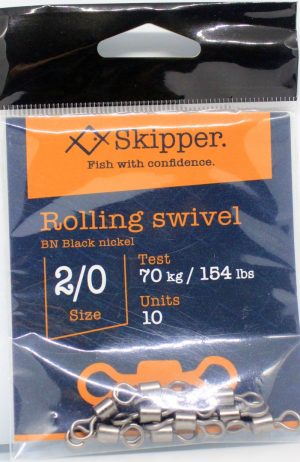 Skipper.
Fish with confidence.
Rolling swivel
BN Black nickel
2/0
Size
Test
70 kg / 154 lbs
Units
10